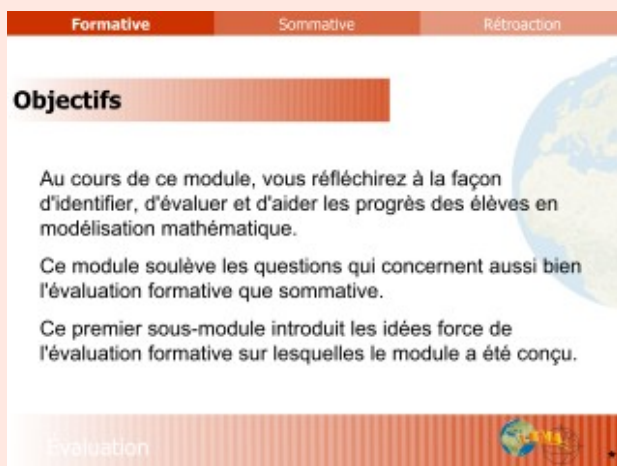 Formative Sommative Rétroaction
Objectifs
Au cours de ce module, vous réfléchirez à la façon
d'identifier, d'évaluer et d'aider les progrès des élèves en
modélisation mathématique.
Ce module soulève les questions qui concernent aussi bien
l'évaluation formative que sommative.
Ce premier sous-module introduit les idées force de
l'évaluation formative sur lesquelles le module a été conçu.
Évaluation